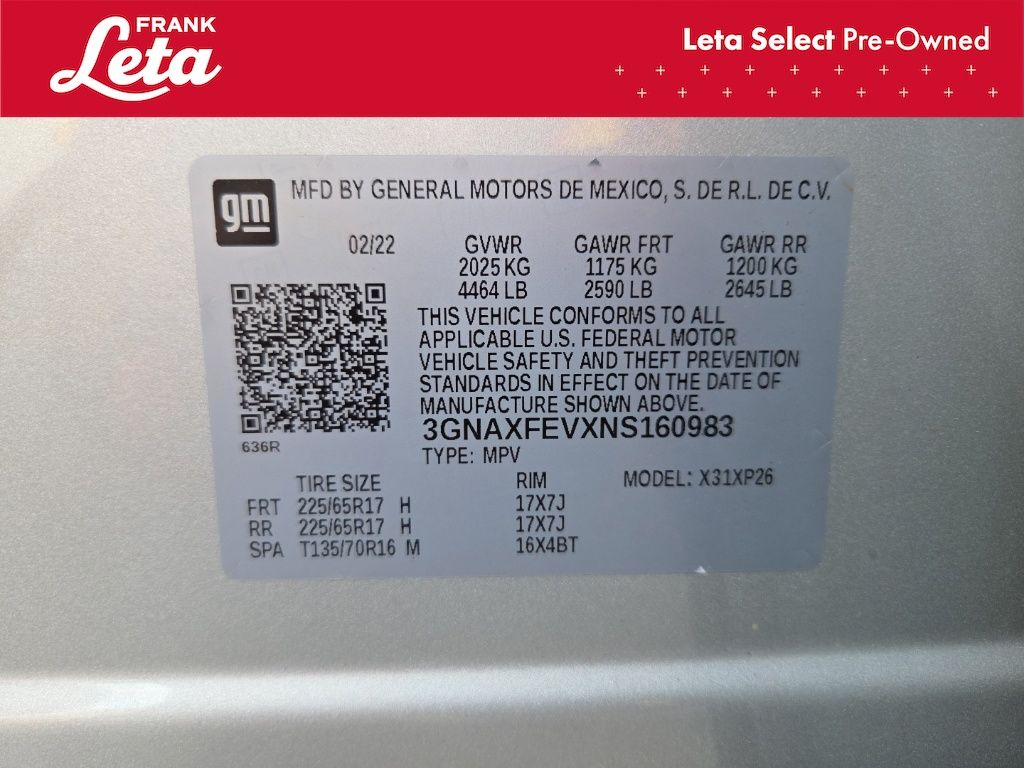 FRANK
Leta
Leta Select Pre-Owned
gm
MFD BY GENERAL MOTORS DE MEXICO, S. DE R.L. DE C.V.
02/22 GVWR GAWR FRT GAWR RR
2025 KG 1175 KG 1200 KG
4464 LB 2590 LB 2645 LB
THIS VEHICLE CONFORMS TO ALL
APPLICABLE U.S. FEDERAL MOTOR
VEHICLE SAFETY AND THEFT PREVENTION
STANDARDS IN EFFECT ON THE DATE OF
MANUFACTURE SHOWN ABOVE.
3GNAXFEVXNS160983
636R
TYPE: MPV
TIRE SIZE RIM MODEL: X31XP26
FRT 225/65R17 H 17X7J
RR 225/65R17 H 17X7J
SPA T135/70R16 M 16X4BT